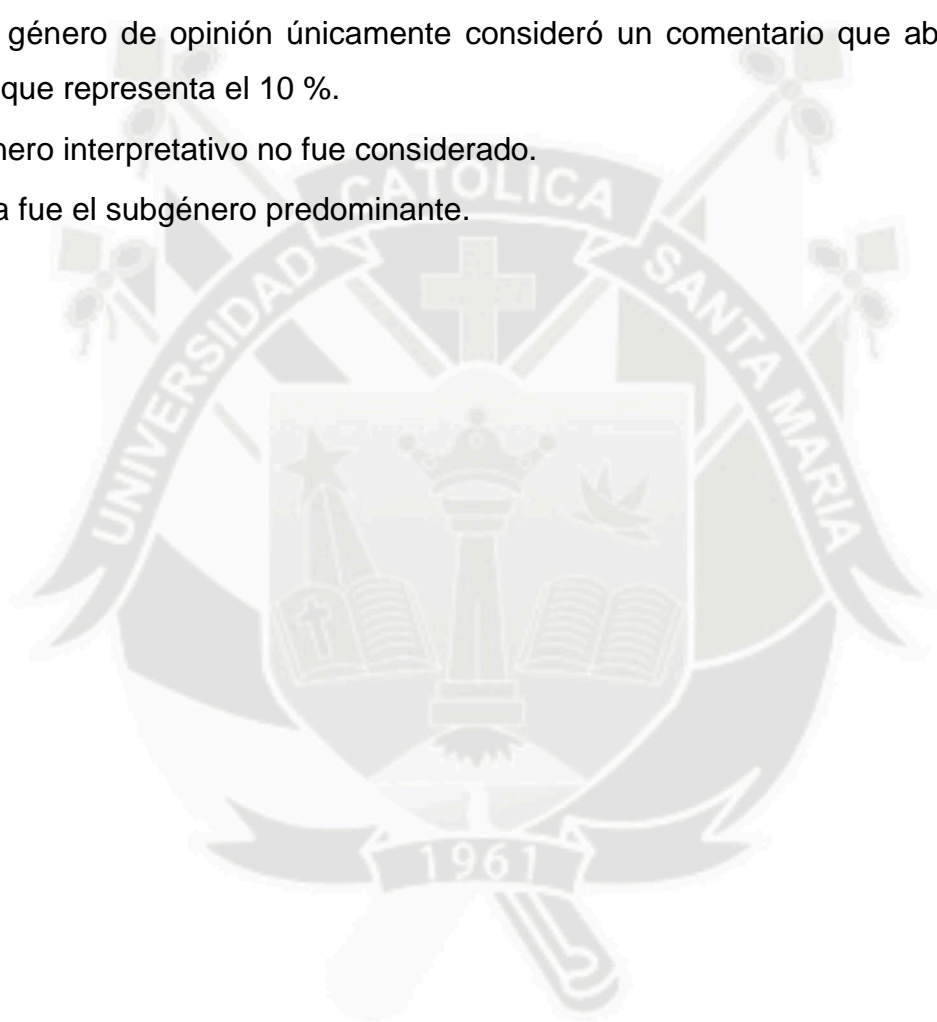 género de opinión únicamente consideró un comentario que ab
que representa el 10 %.
nero interpretativo no fue considerado.
a fue el subgénero predominante.
UNIVERSIDAD CATOLICA SANTA MARIA
1961